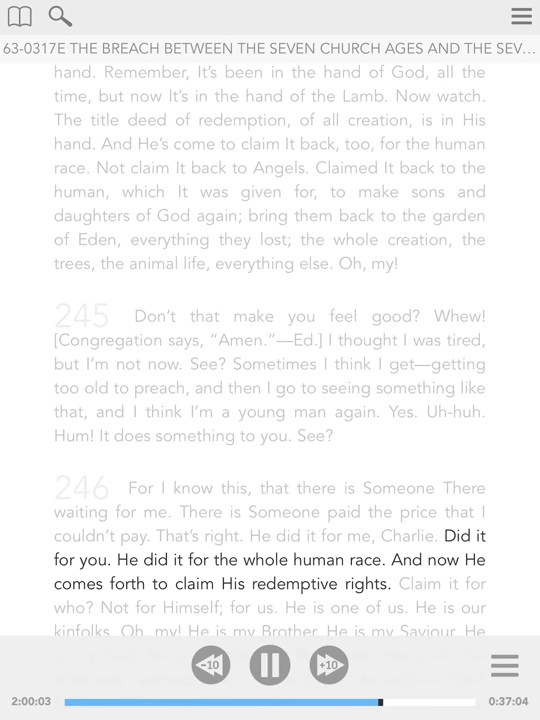 63-0317E THE BREACH BETWEEN THE SEVEN CHURCH AGES AND THE SEV...
hand. Remember, It's been in the hand of God, all the
time, but now It's in the hand of the Lamb. Now watch.
The title deed of redemption, of all creation, is in His
hand. And He's come to claim It back, too, for the human
race. Not claim It back to Angels. Claimed It back to the
human, which It was given for, to make sons and
daughters of God again; bring them back to the garden
of Eden, everything they lost; the whole creation, the
trees, the animal life, everything else. Oh, my!
245 Don't that make you feel good? Whew!
[Congregation says, “Amen.”—Ed.] I thought I was tired,
but I'm not now. See? Sometimes I think I get—getting
too old to preach, and then I go to seeing something like
that, and I think I'm a young man again. Yes. Uh-huh.
Hum! It does something to you. See?
246 For I know this, that there is Someone There
waiting for me. There is Someone paid the price that I
couldn't pay. That's right. He did it for me, Charlie. Did it
for you. He did it for the whole human race. And now He
comes forth to claim His redemptive rights. Claim it for
who? Not for Himself; for us. He is one of us. He is our
kinfolks. Oh, my! He is my Brother. He is my Saviour. He
-10
+10
2:00:03
0:37:04